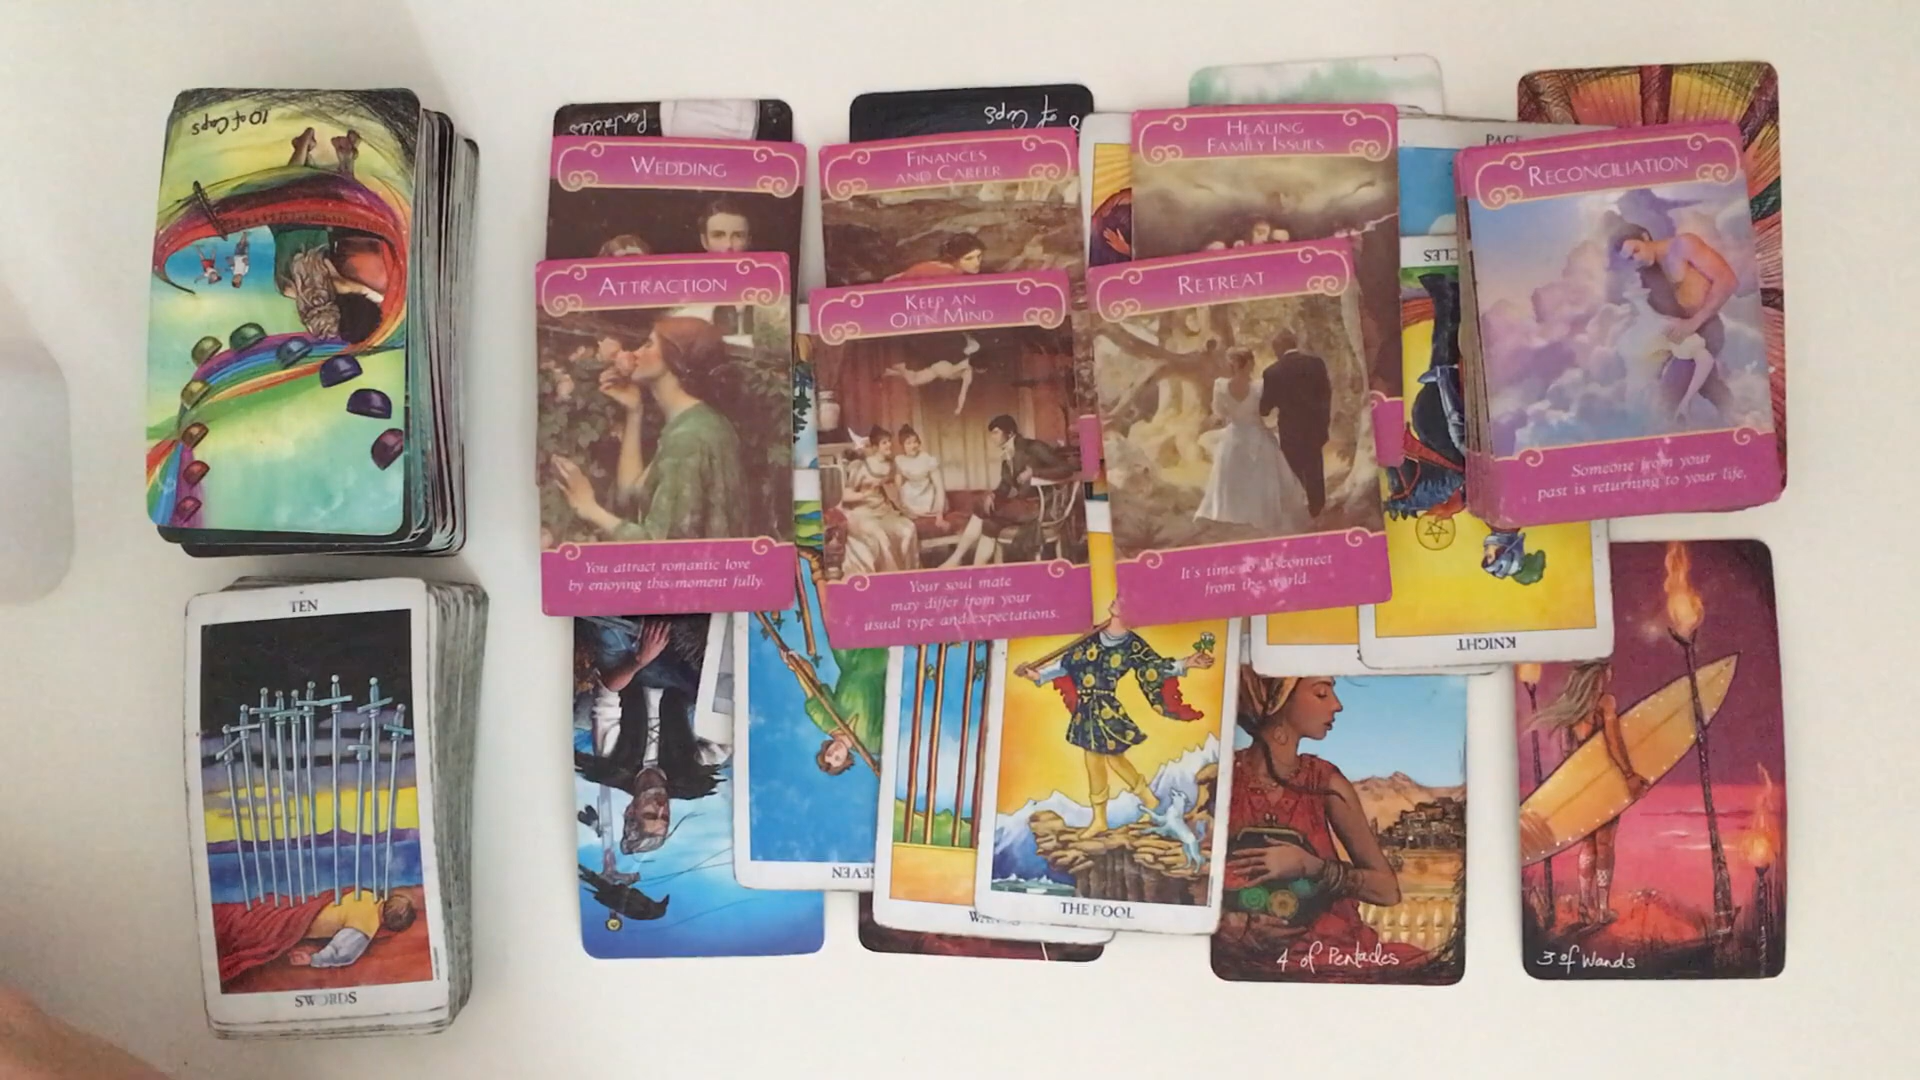 10 of Cups
Pentacles
8 of Cups
WEDDING
FINANCES
AND CAREER
HEALING
FAMILY ISSUES
PAGE
RECONCILIATION
ATTRACTION
KEEP AN
OPEN MIND
RETREAT
Someone from your
past is returning to your life.
You attract romantic love
by enjoying this moment fully.
Your soul mate
may differ from your
usual type and expectations.
It's time to disconnect
from the world.
KNIGHT
TEN
SWORDS
SEVEN
THE FOOL
4 of Pentacles
3 of Wands